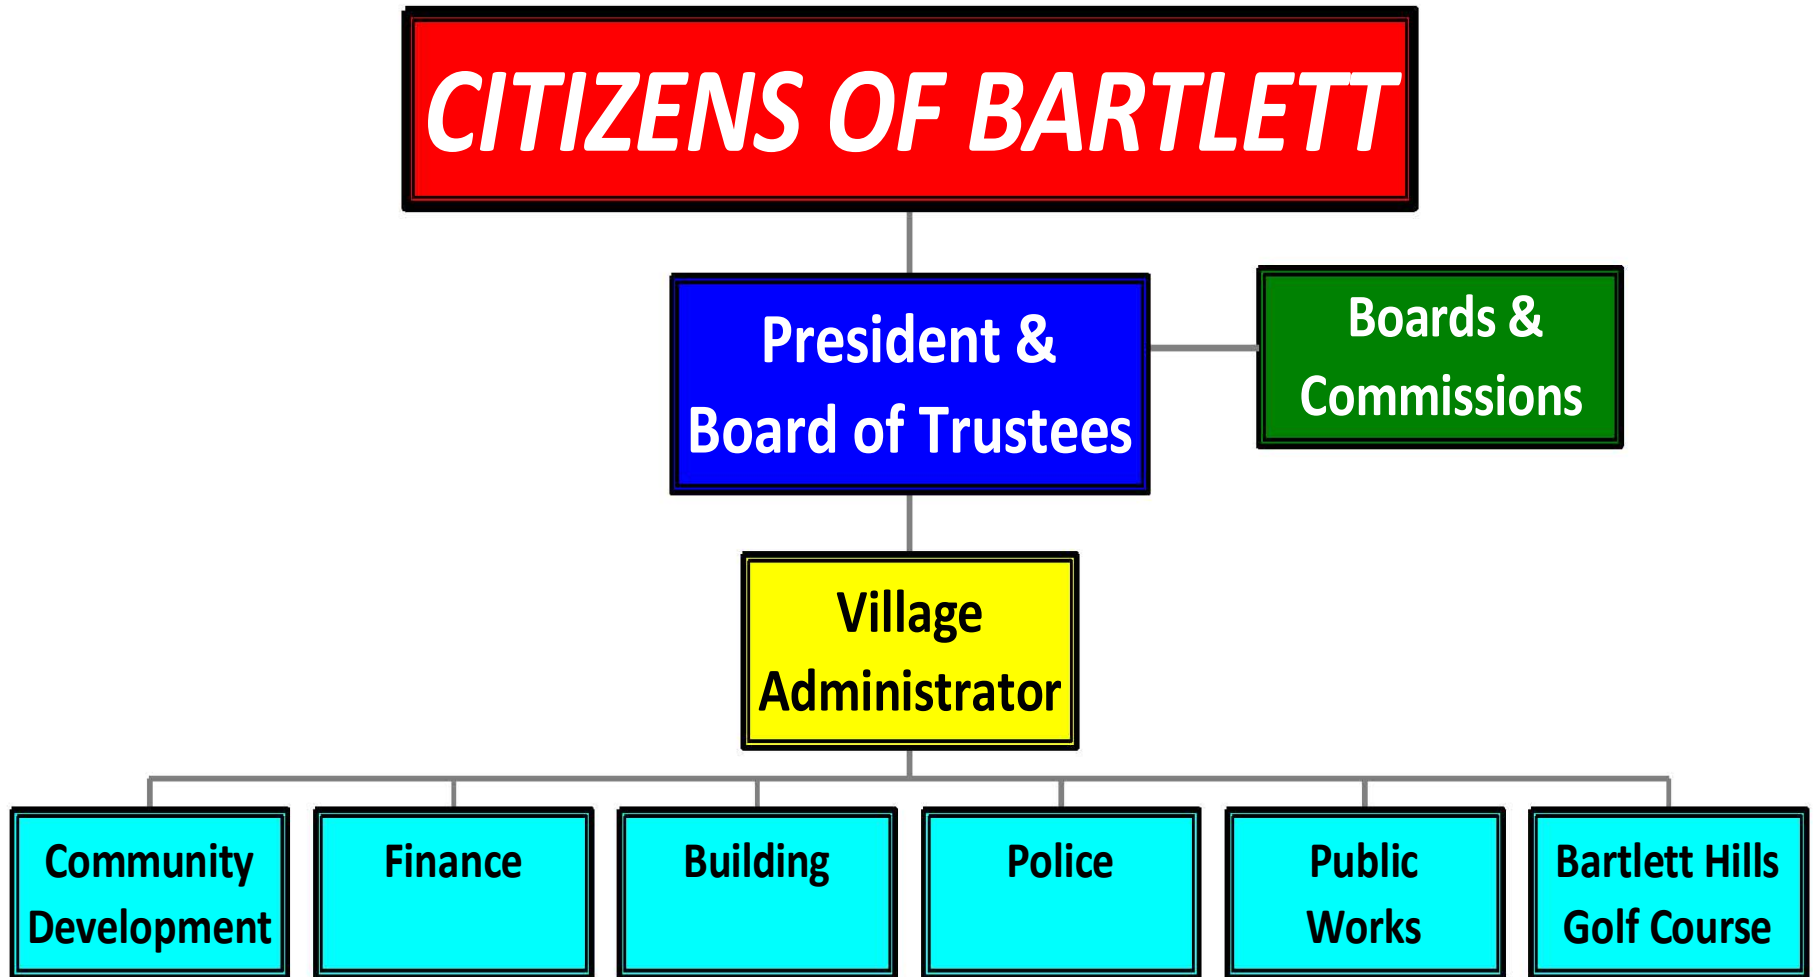 CITIZENS OF BARTLETT
President &
Board of Trustees
Boards &
Commissions
Village
Administrator
Community
Development
Finance
Building
Police
Public
Works
Bartlett Hills
Golf Course